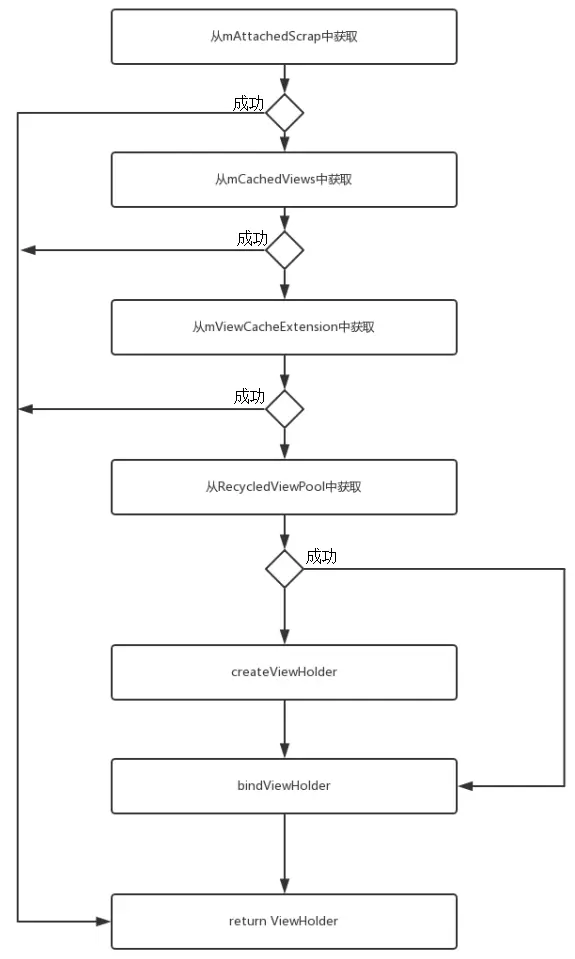 从mAttachedScrap中获取
成功
从mCachedViews中获取
成功
从mViewCacheExtension中获取
成功
从RecycledViewPool中获取
成功
createViewHolder
bindViewHolder
return ViewHolder